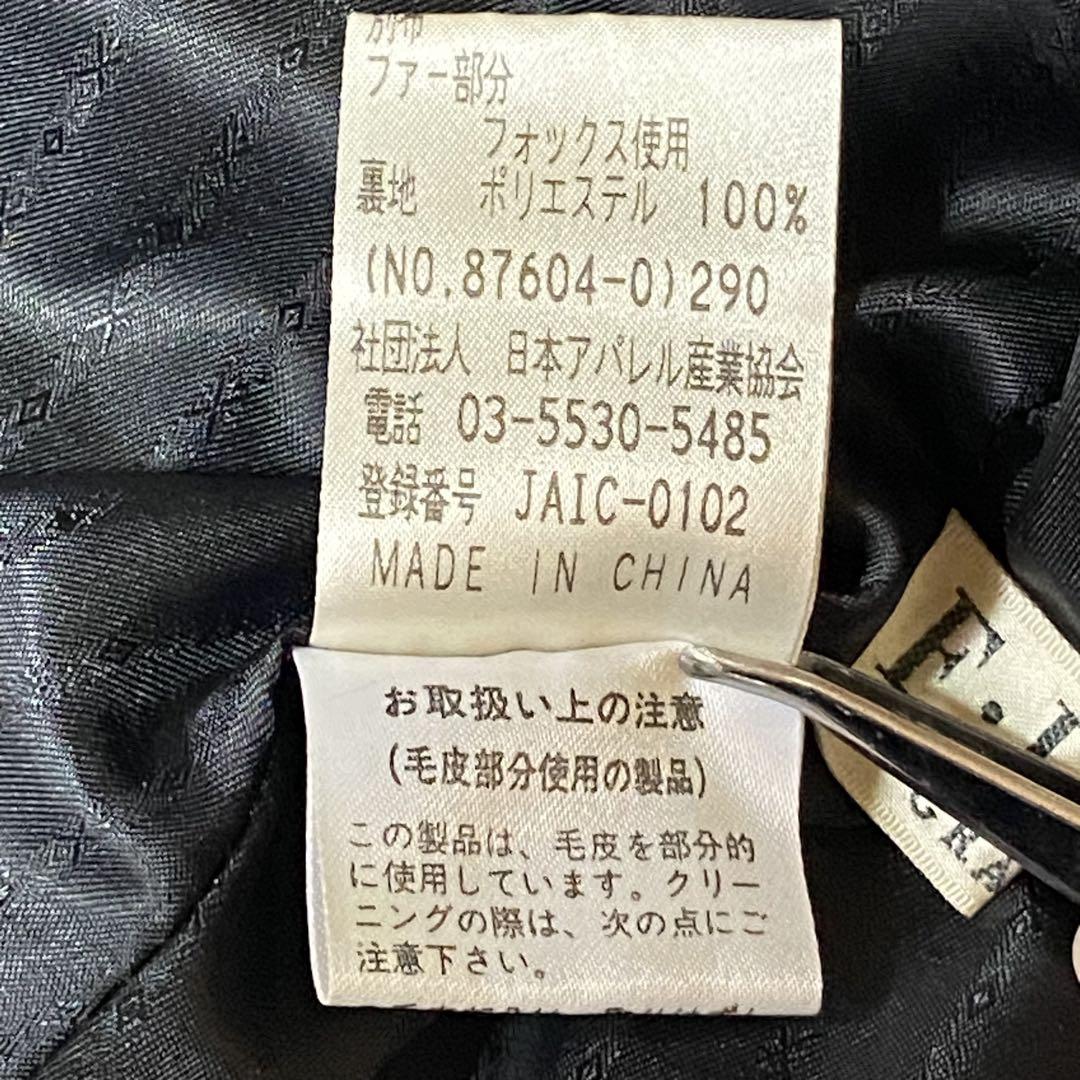 別布
ファー部分
フォックス使用
裏地 ポリエステル 100%
(NO.87604-0)290
社団法人 日本アパレル産業協会
電話 03-5530-5485
登録番号 JAIC-0102
MADE IN CHINA
お取扱い上の注意
(毛皮部分使用の製品)
この製品は、毛皮を部分的
に使用しています。クリー
ニングの際は、次の点にご
注意下さい。